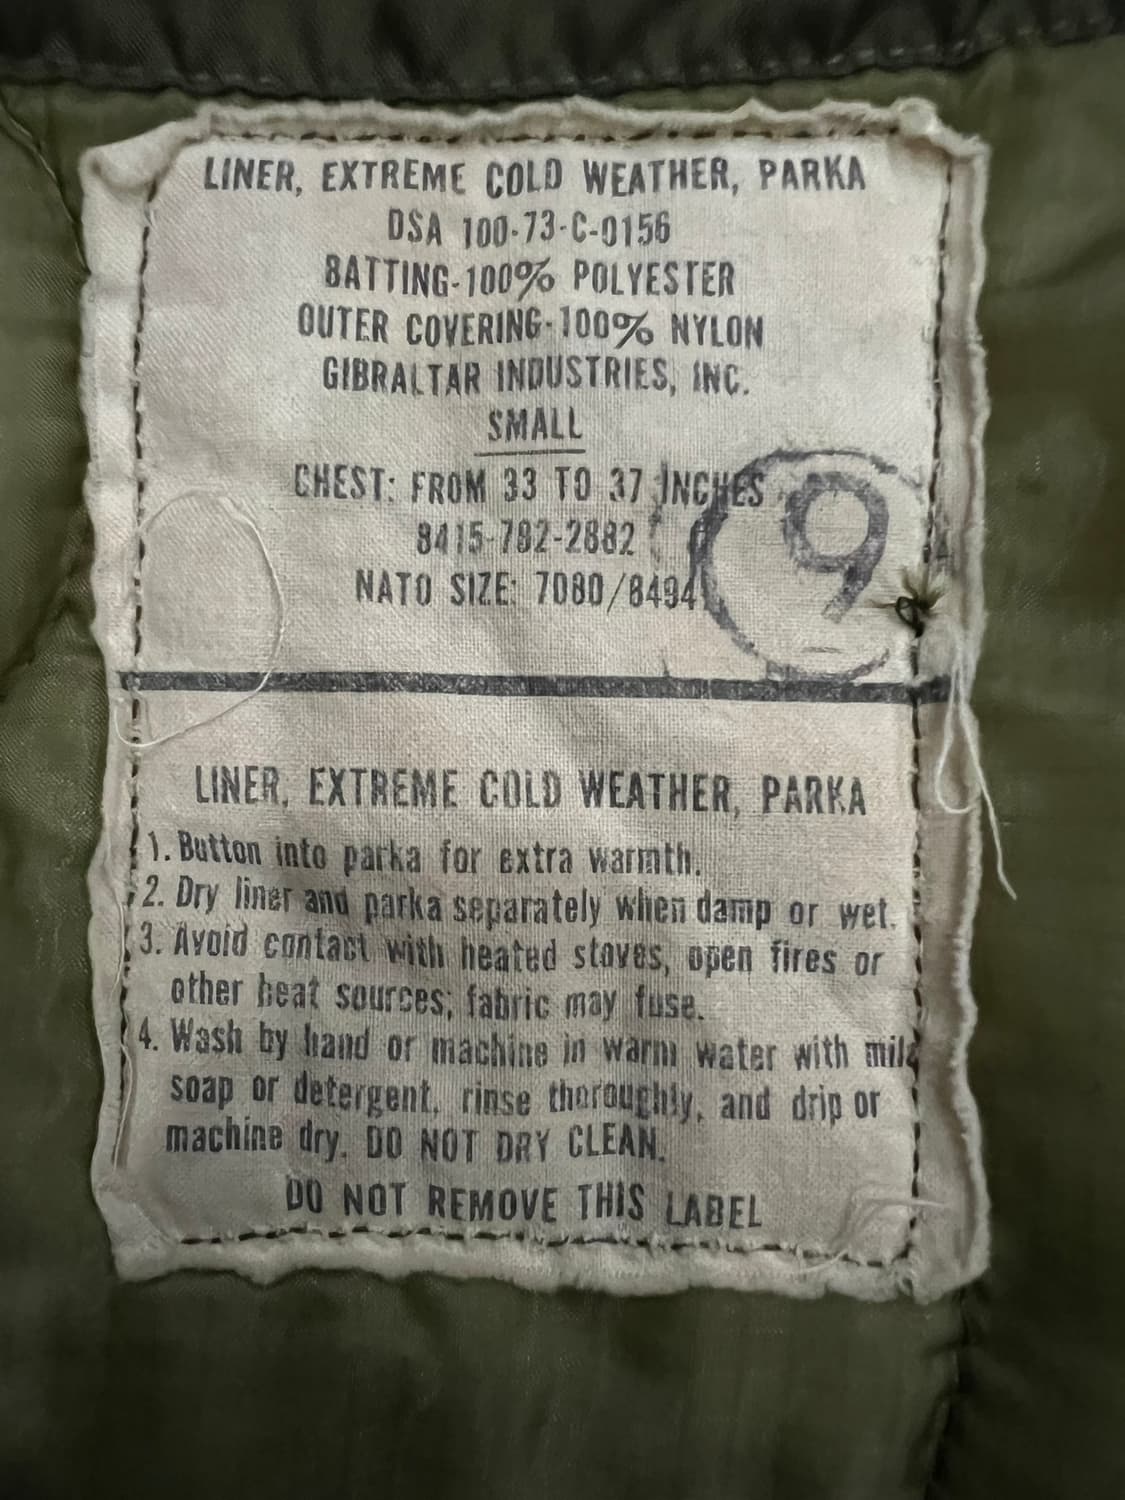 LINER, EXTREME COLD WEATHER, PARKA
DSA 100-73-C-0156
BATTING-100% POLYESTER
OUTER COVERING-100% NYLON
GIBRALTAR INDUSTRIES, INC.
SMALL
CHEST: FROM 33 TO 37 INCHES
8415-782-2882
NATO SIZE: 7080/8494
9
LINER, EXTREME COLD WEATHER, PARKA
1. Button into parka for extra warmth.
2. Dry liner and parka separately when damp or wet.
3. Avoid contact with heated stoves, open fires or
other heat sources; fabric may fuse.
4. Wash by hand or machine in warm water with mild
soap or detergent, rinse thoroughly, and drip or
machine dry. DO NOT DRY CLEAN.
DO NOT REMOVE THIS LABEL